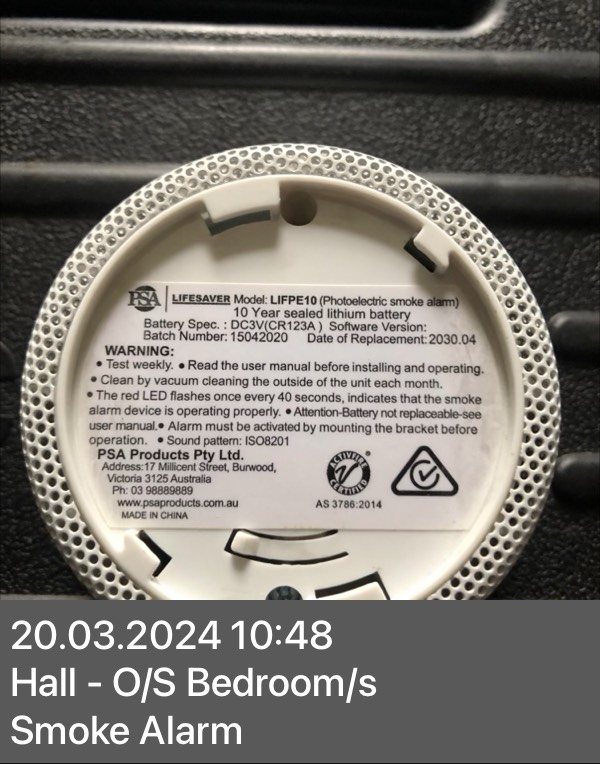 PSA LIFESAVER Model: LIFPE10 (Photoelectric smoke alarm)
10 Year sealed lithium battery
Battery Spec. : DC3V(CR123A ) Software Version:
Batch Number: 15042020 Date of Replacement: 2030.04
WARNING:
• Test weekly. • Read the user manual before installing and operating.
• Clean by vacuum cleaning the outside of the unit each month.
• The red LED flashes once every 40 seconds, indicates that the smoke
alarm device is operating properly. • Attention-Battery not replaceable-see
user manual.• Alarm must be activated by mounting the bracket before
operation. • Sound pattern: ISO8201
PSA Products Pty Ltd.
Address:17 Millicent Street, Burwood,
Victoria 3125 Australia
Ph: 03 98889889
www.psaproducts.com.au
MADE IN CHINA
ACTIVFIRE
CERTIFIED
AS 3786:2014
20.03.2024 10:48
Hall - O/S Bedroom/s
Smoke Alarm